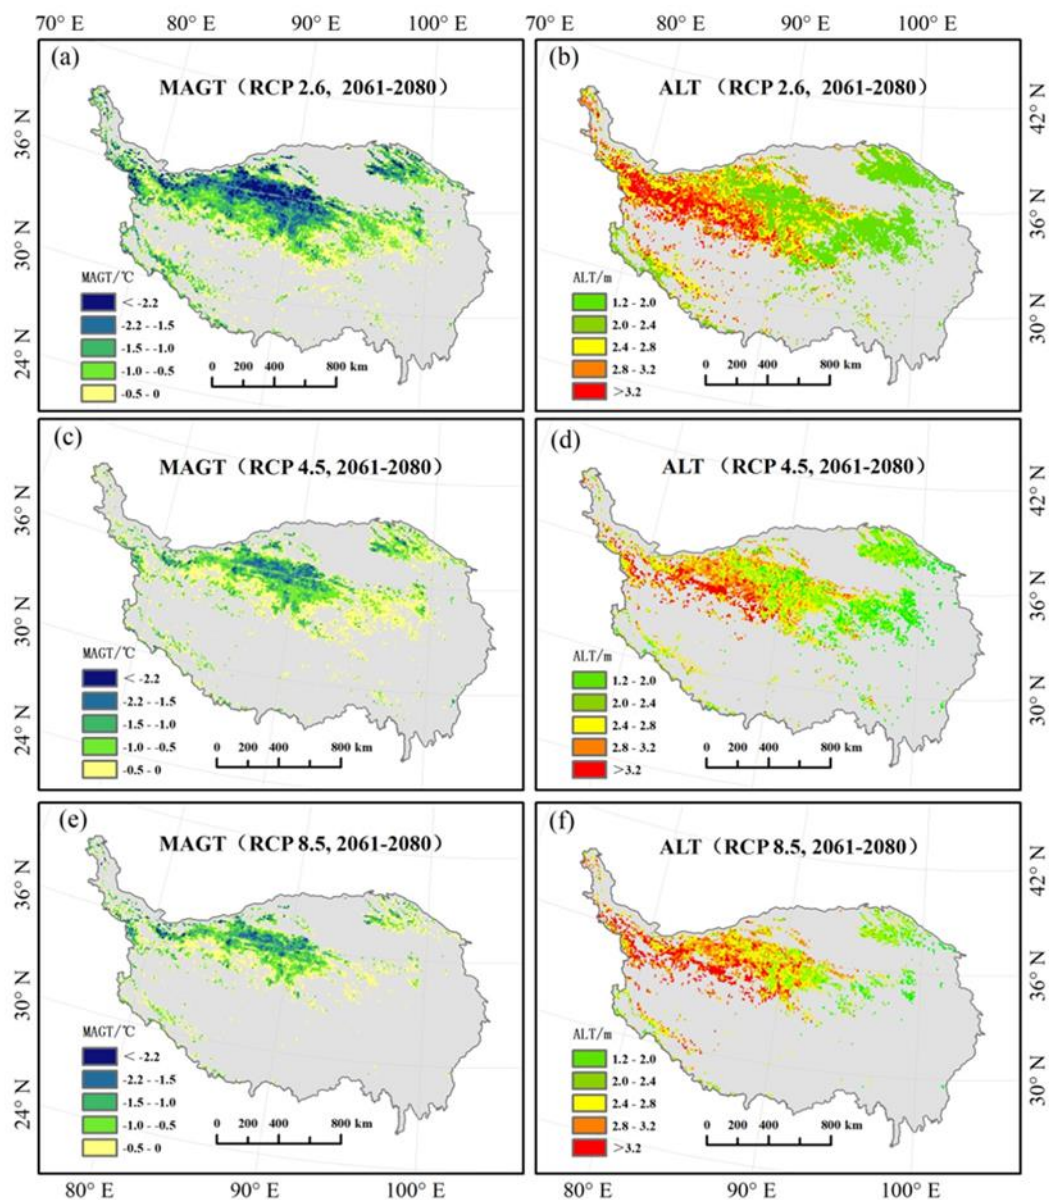 70° E 80° E 90° E 100° E 70° E 80° E 90° E 100° E
(a)
MAGT（RCP 2.6, 2061-2080）
36° N
30° N
24° N
MAGT/℃
< -2.2
-2.2 - -1.5
-1.5 - -1.0
-1.0 - -0.5
-0.5 - 0
0 200 400 800 km
(b)
ALT（RCP 2.6, 2061-2080）
42° N
36° N
30° N
ALT/m
1.2 - 2.0
2.0 - 2.4
2.4 - 2.8
2.8 - 3.2
>3.2
0 200 400 800 km
(c)
MAGT（RCP 4.5, 2061-2080）
36° N
30° N
24° N
MAGT/℃
< -2.2
-2.2 - -1.5
-1.5 - -1.0
-1.0 - -0.5
-0.5 - 0
0 200 400 800 km
(d)
ALT（RCP 4.5, 2061-2080）
42° N
36° N
30° N
ALT/m
1.2 - 2.0
2.0 - 2.4
2.4 - 2.8
2.8 - 3.2
>3.2
0 200 400 800 km
(e)
MAGT（RCP 8.5, 2061-2080）
36° N
30° N
24° N
MAGT/℃
< -2.2
-2.2 - -1.5
-1.5 - -1.0
-1.0 - -0.5
-0.5 - 0
0 200 400 800 km
(f)
ALT（RCP 8.5, 2061-2080）
42° N
36° N
30° N
ALT/m
1.2 - 2.0
2.0 - 2.4
2.4 - 2.8
2.8 - 3.2
>3.2
0 200 400 800 km
80° E 90° E 100° E 80° E 90° E 100° E